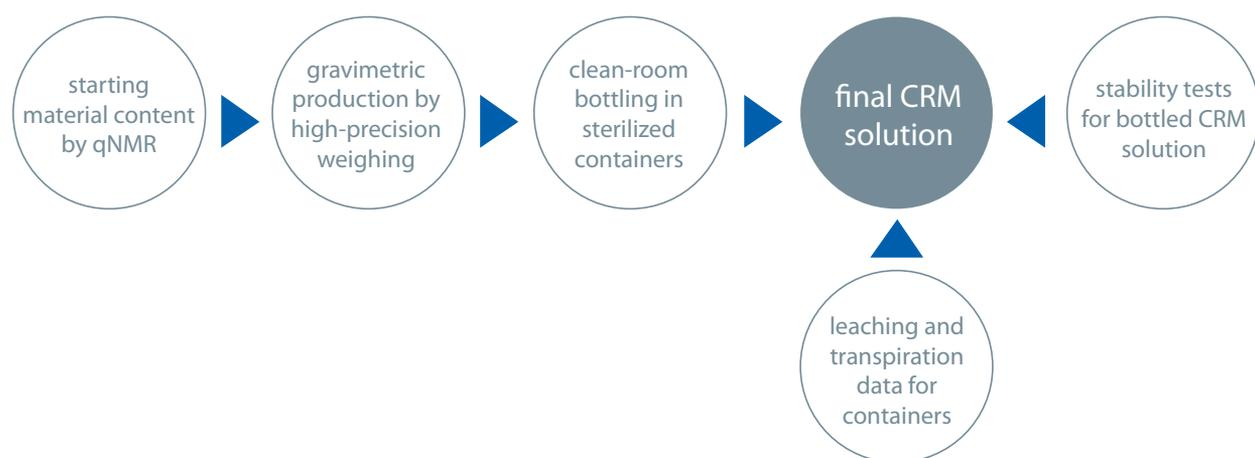 starting
material content
by qNMR
gravimetric
production by
high-precision
weighing
clean-room
bottling in
sterilized
containers
final CRM
solution
stability tests
for bottled CRM
solution
leaching and
transpiration
data for
containers